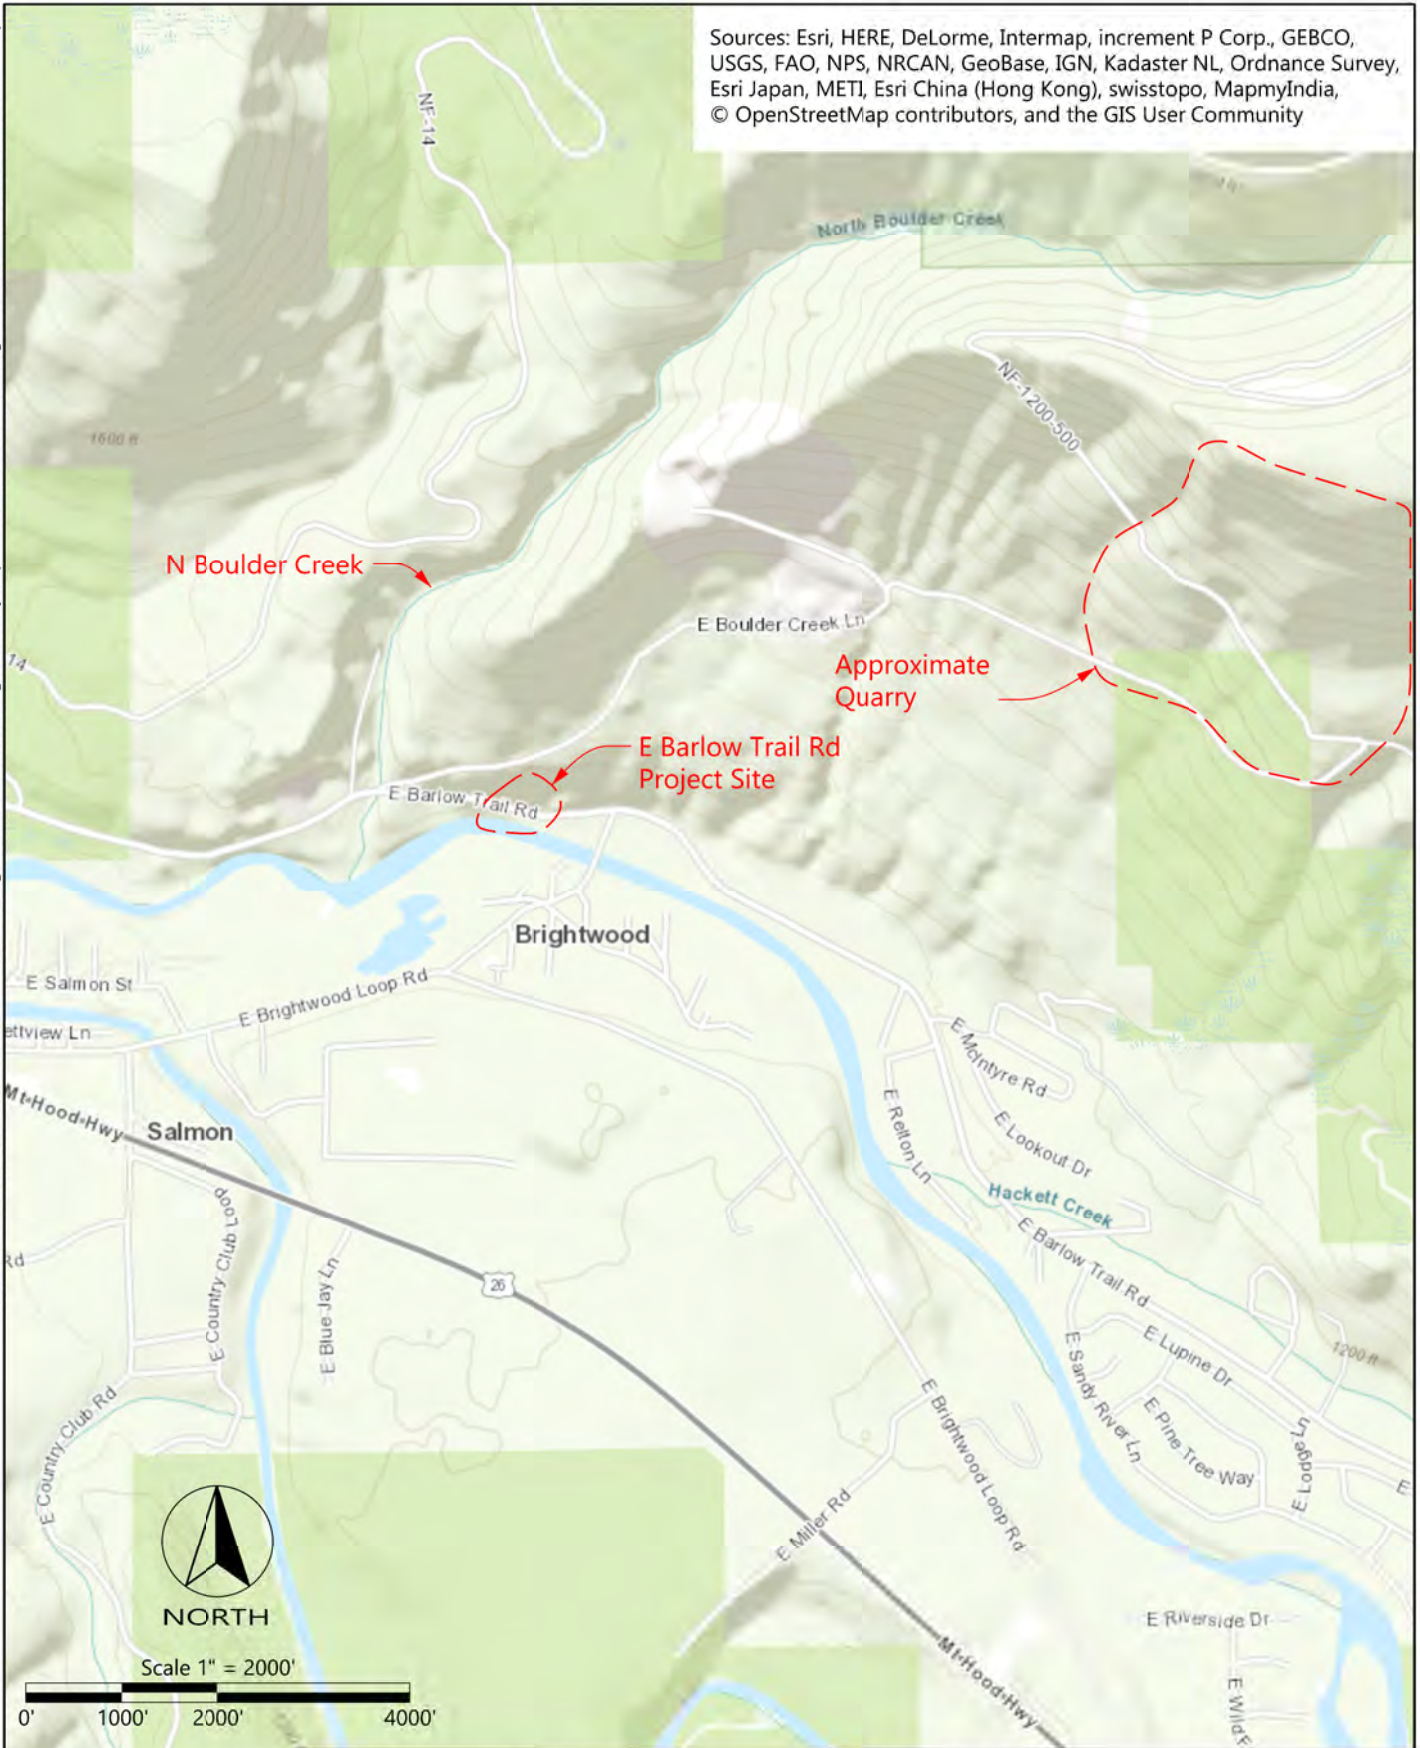 Sources: Esri, HERE, DeLorme, Intermap, increment P Corp., GEBCO,
USGS, FAO, NPS, NRCAN, GeoBase, IGN, Kadaster NL, Ordnance Survey,
Esri Japan, METI, Esri China (Hong Kong), swisstopo, MapmyIndia,
© OpenStreetMap contributors, and the GIS User Community
NF-14
North Boulder Creek
NF-1200-500
1600 ft
N Boulder Creek
E Boulder Creek Ln
14
Approximate
Quarry
E Barlow Trail Rd
Project Site
E Barlow Trail Rd
Brightwood
E Salmon St
E Brightwood Loop Rd
ettview Ln
Mt-Hood-Hwy
Salmon
E McIntyre Rd
E Relton Ln
E Lookout Dr
Hackett Creek
E Country Club Loop
Rd
E Barlow Trail Rd
E Blue Jay Ln
26
E Lupine Dr
1200 ft
E Sandy River Ln
E Pine Tree Way
E Lodge Ln
E
E Country Club Rd
E Brightwood Loop Rd
E Miller Rd
NORTH
E Riverside Dr
Mt-Hood-Hwy
E Wildf
Scale 1" = 2000'
0' 1000' 2000' 4000'